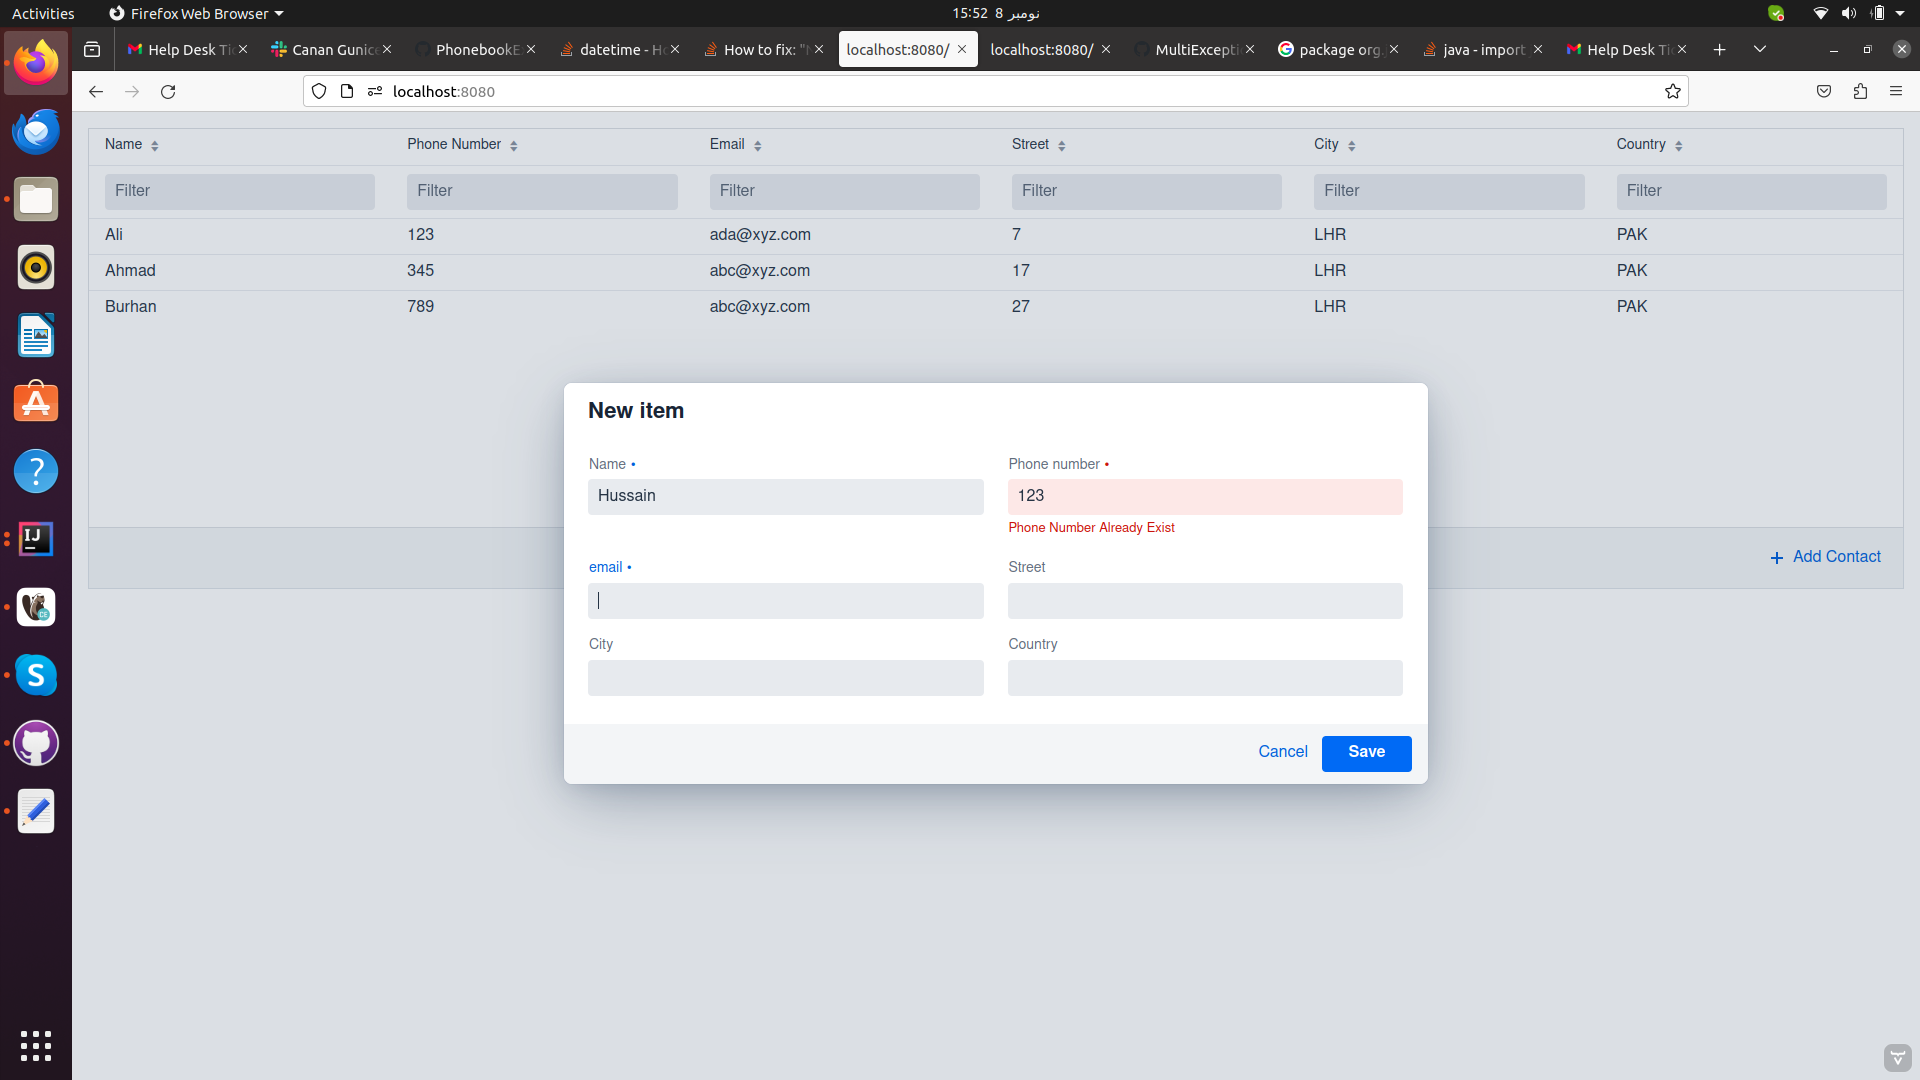 Activities Firefox Web Browser 15:52 8 نومبر
Help Desk Tic Canan Gunice PhonebookE datetime - Ho How to fix: "N localhost:8080/ localhost:8080/ MultiExcepti package org. java - import Help Desk Tic
localhost:8080
Name Phone Number Email Street City Country
Filter Filter Filter Filter Filter Filter
Ali 123 ada@xyz.com 7 LHR PAK
Ahmad 345 abc@xyz.com 17 LHR PAK
Burhan 789 abc@xyz.com 27 LHR PAK
New item
Name • Phone number •
Hussain 123
Phone Number Already Exist
+ Add Contact
email • Street
City Country
Cancel Save